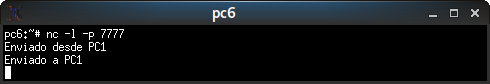 pc6
pc6:~# nc -l -p 7777
Enviado desde PC1
Enviado a PC1